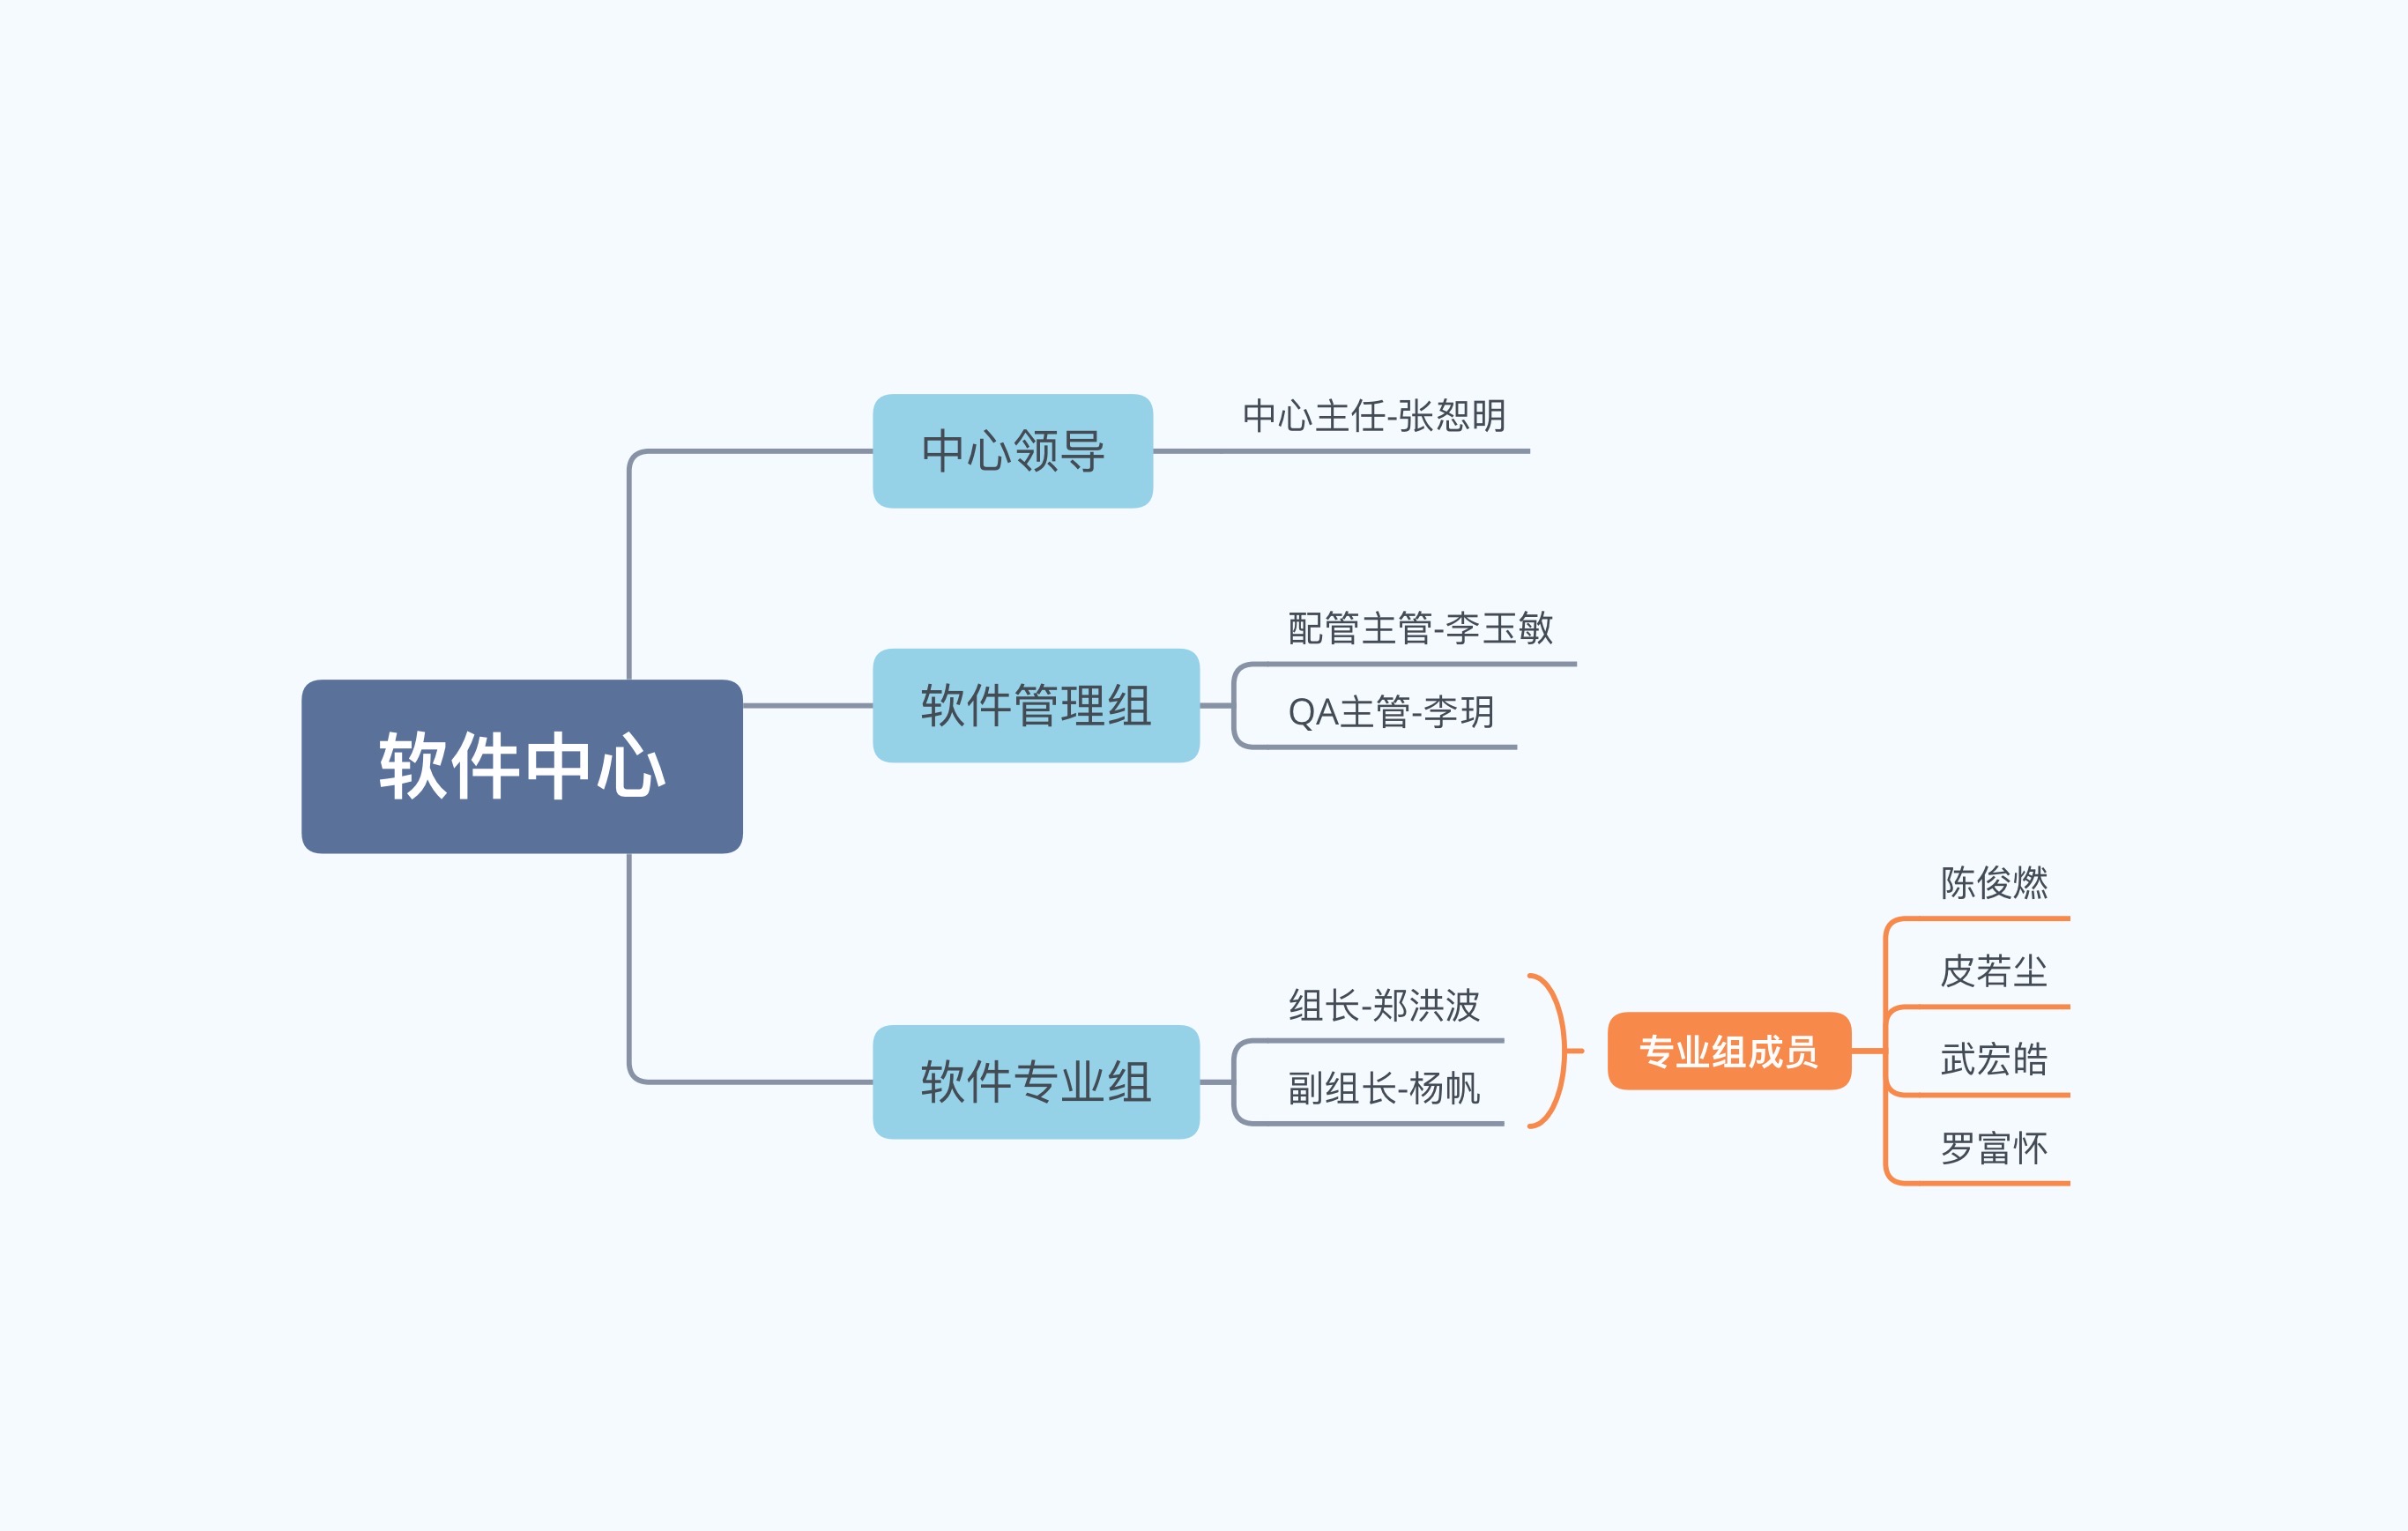 软件中心
中心领导
中心主任-张恝明
软件管理组
配管主管-李玉敏
QA主管-李玥
软件专业组
组长-郑洪波
副组长-杨帆
专业组成员
陈俊燃
皮若尘
武宏皓
罗富怀